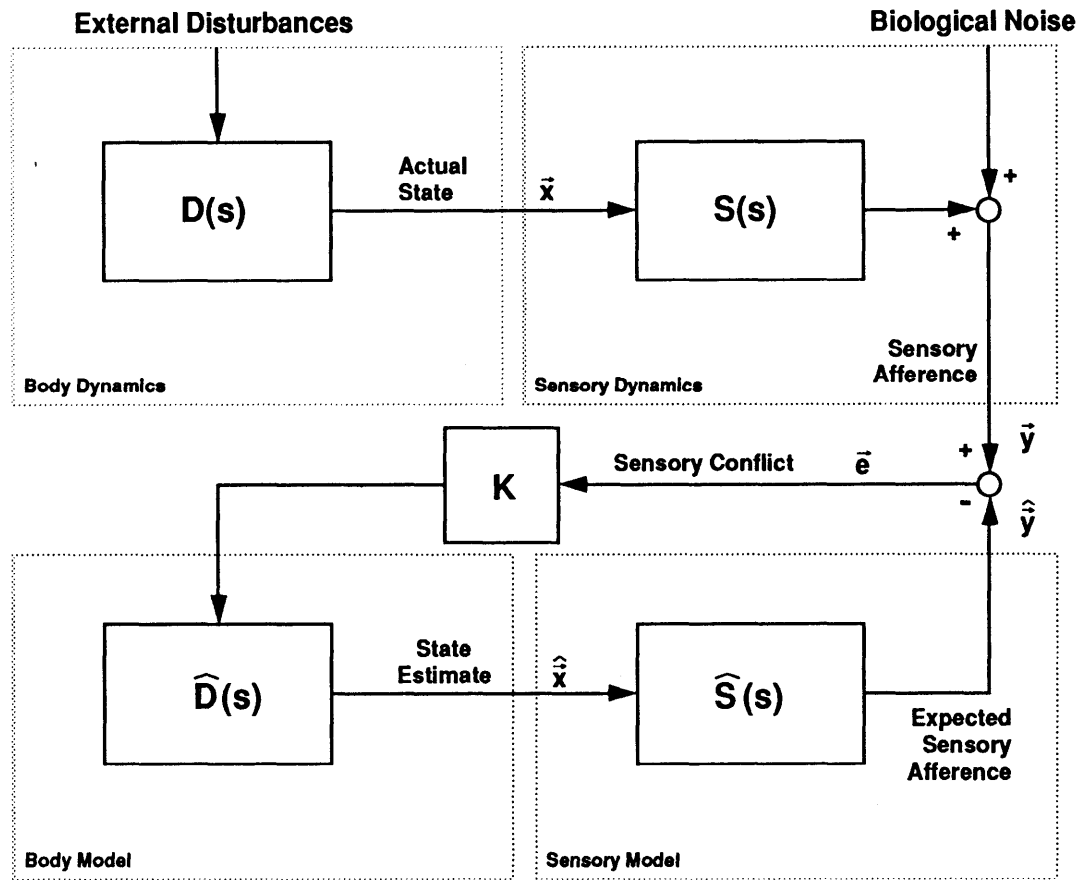 External Disturbances
Biological Noise
D(s)
Actual
State
x⃗
S(s)
+
+
Sensory
Afference
Body Dynamics
Sensory Dynamics
+
y⃗
K
Sensory Conflict
e⃗
-
ŷ⃗
D̂(s)
State
Estimate
x̂⃗
Ŝ(s)
Expected
Sensory
Afference
Body Model
Sensory Model